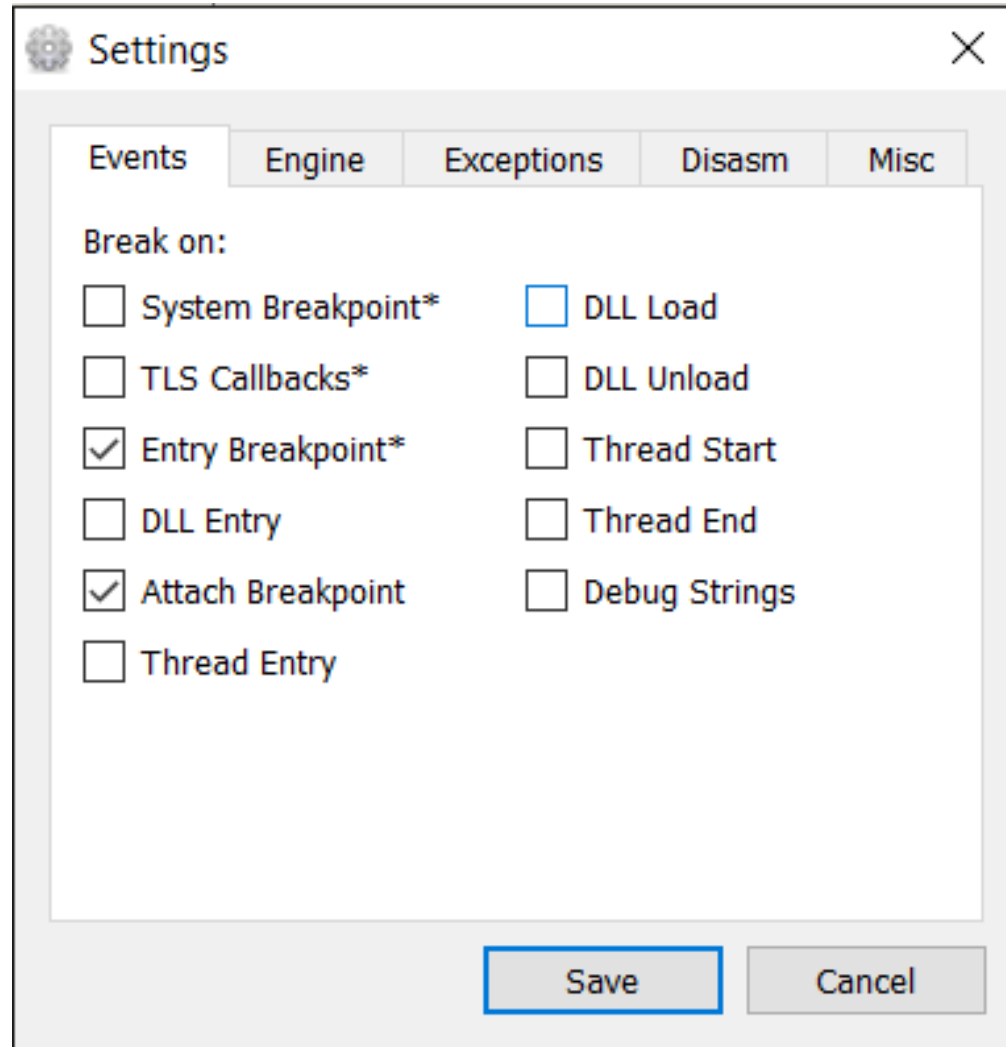 Settings
Events Engine Exceptions Disasm Misc
Break on:
System Breakpoint* DLL Load
TLS Callbacks* DLL Unload
Entry Breakpoint* Thread Start
DLL Entry Thread End
Attach Breakpoint Debug Strings
Thread Entry
Save Cancel